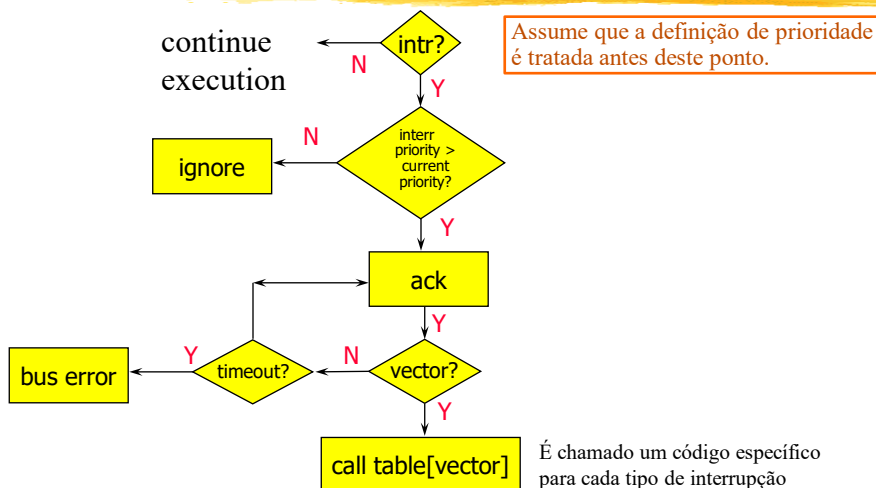 continue
execution
N
intr?
Y
Assume que a definição de prioridade
é tratada antes deste ponto.
ignore
N
interr
priority >
current
priority?
Y
ack
Y
bus error
Y
timeout?
N
vector?
Y
call table[vector]
É chamado um código específico
para cada tipo de interrupção